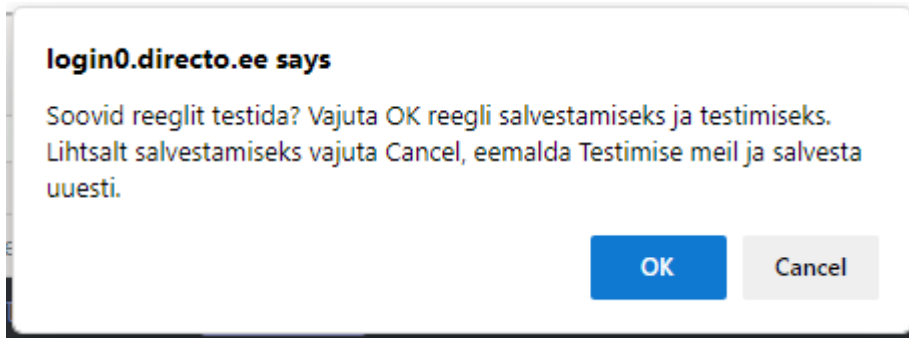 login0.directo.ee says
Soovid reeglit testida? Vajuta OK reegli salvestamiseks ja testimiseks.
Lihtsalt salvestamiseks vajuta Cancel, eemalda Testimise meil ja salvesta
uuesti.
OK Cancel